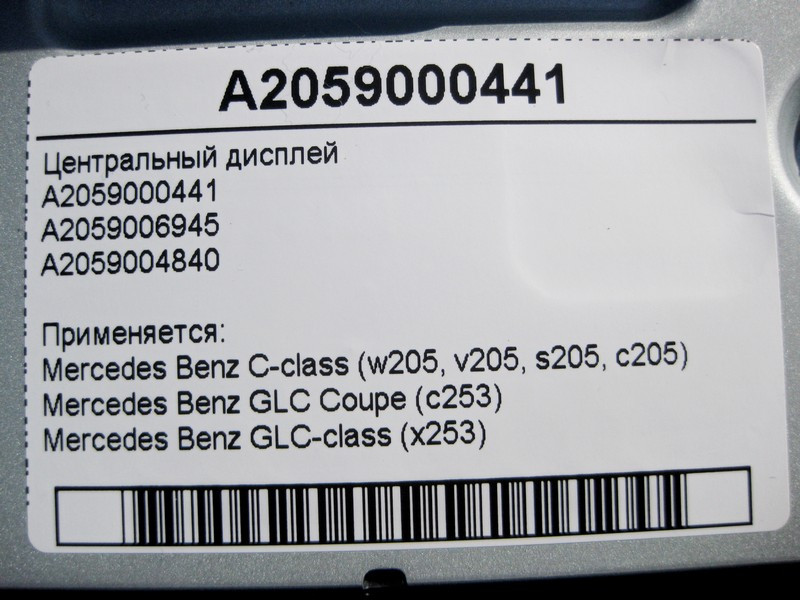 A2059000441
Центральный дисплей
A2059000441
A2059006945
A2059004840
Применяется:
Mercedes Benz C-class (w205, v205, s205, c205)
Mercedes Benz GLC Coupe (c253)
Mercedes Benz GLC-class (x253)